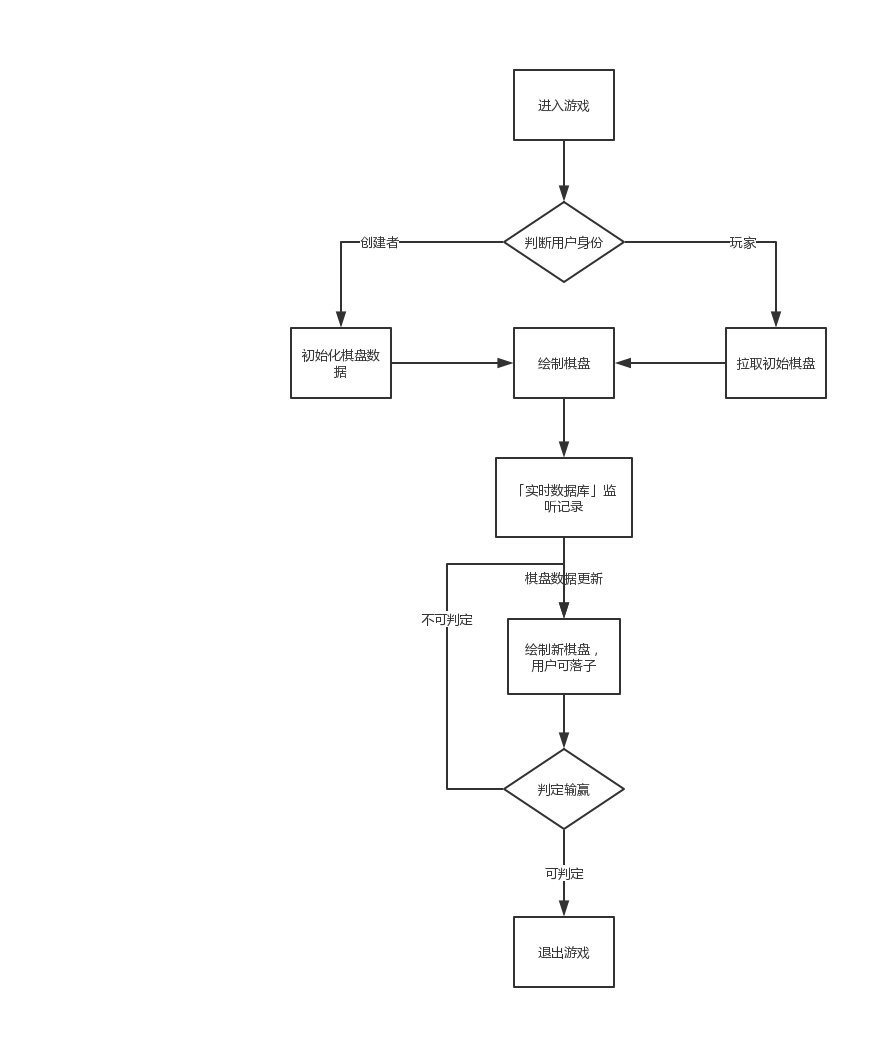 进入游戏
创建者
判断用户身份
玩家
初始化棋盘数
据
绘制棋盘
拉取初始棋盘
「实时数据库」监
听记录
棋盘数据更新
不可判定
绘制新棋盘，
用户可落子
判定输赢
可判定
退出游戏